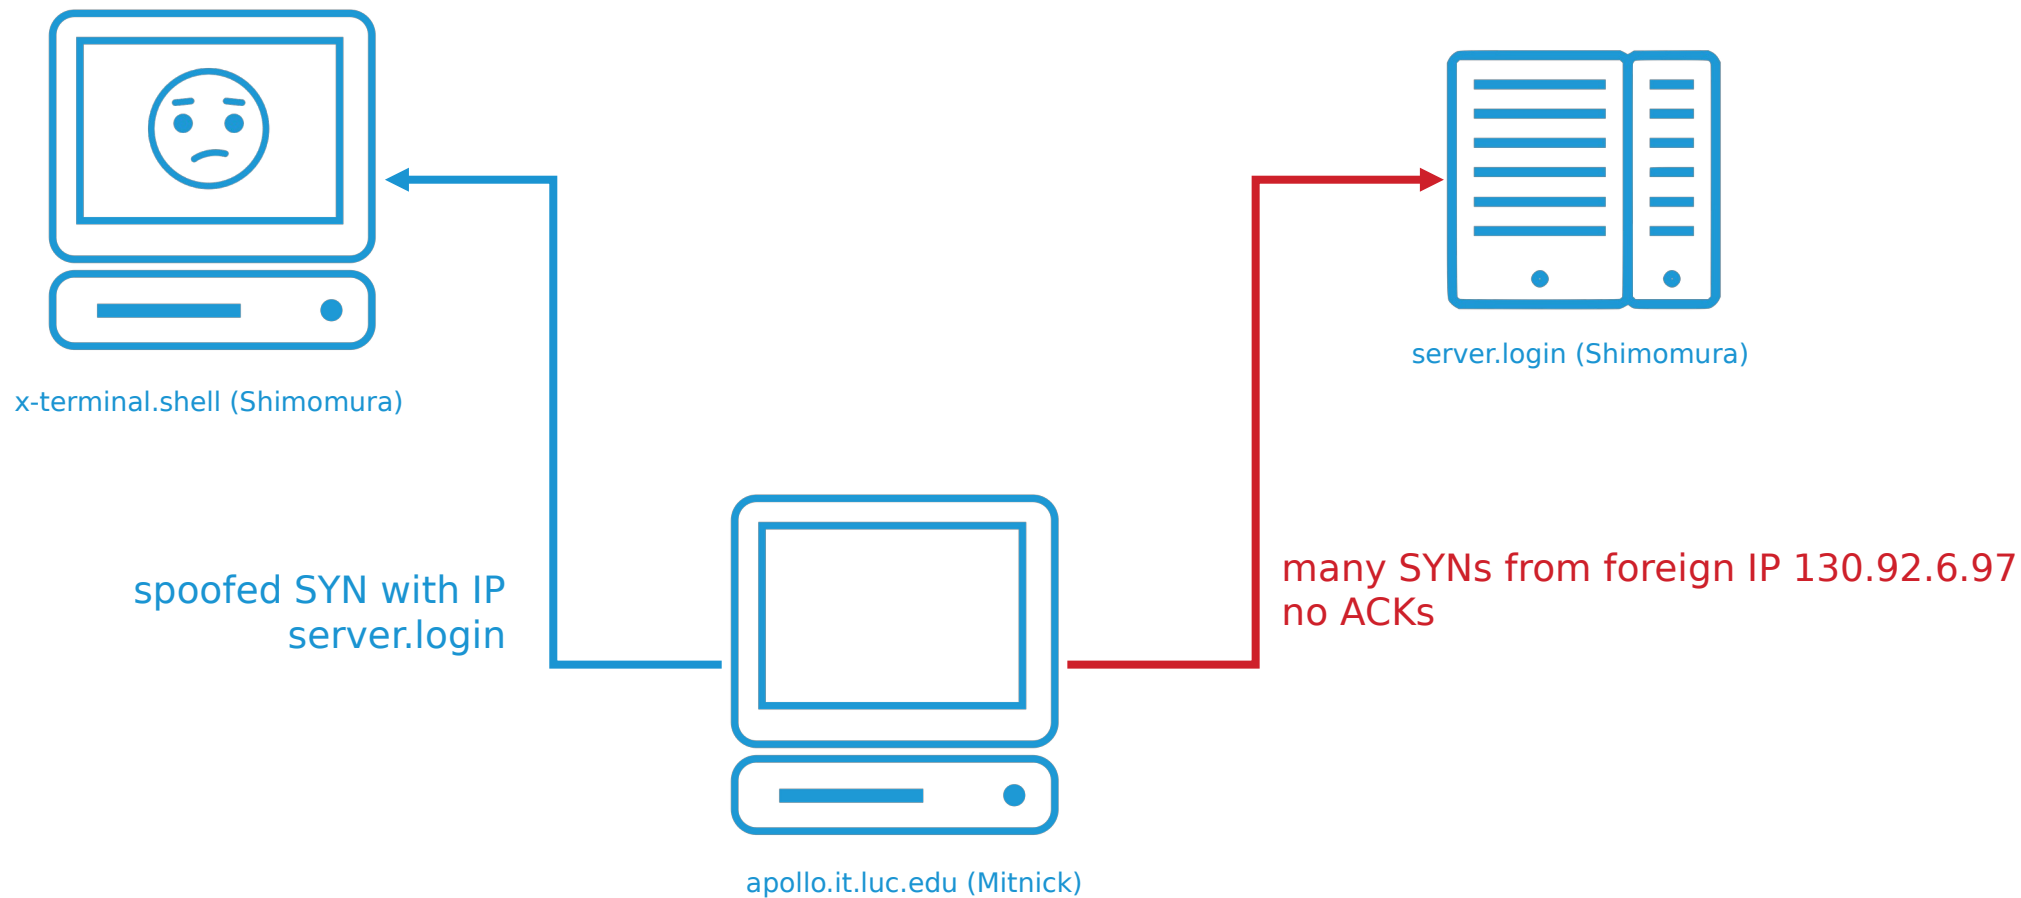 server.login (Shimomura)
x-terminal.shell (Shimomura)
spoofed SYN with IP
server.login
many SYNs from foreign IP 130.92.6.97
no ACKs
apollo.it.luc.edu (Mitnick)